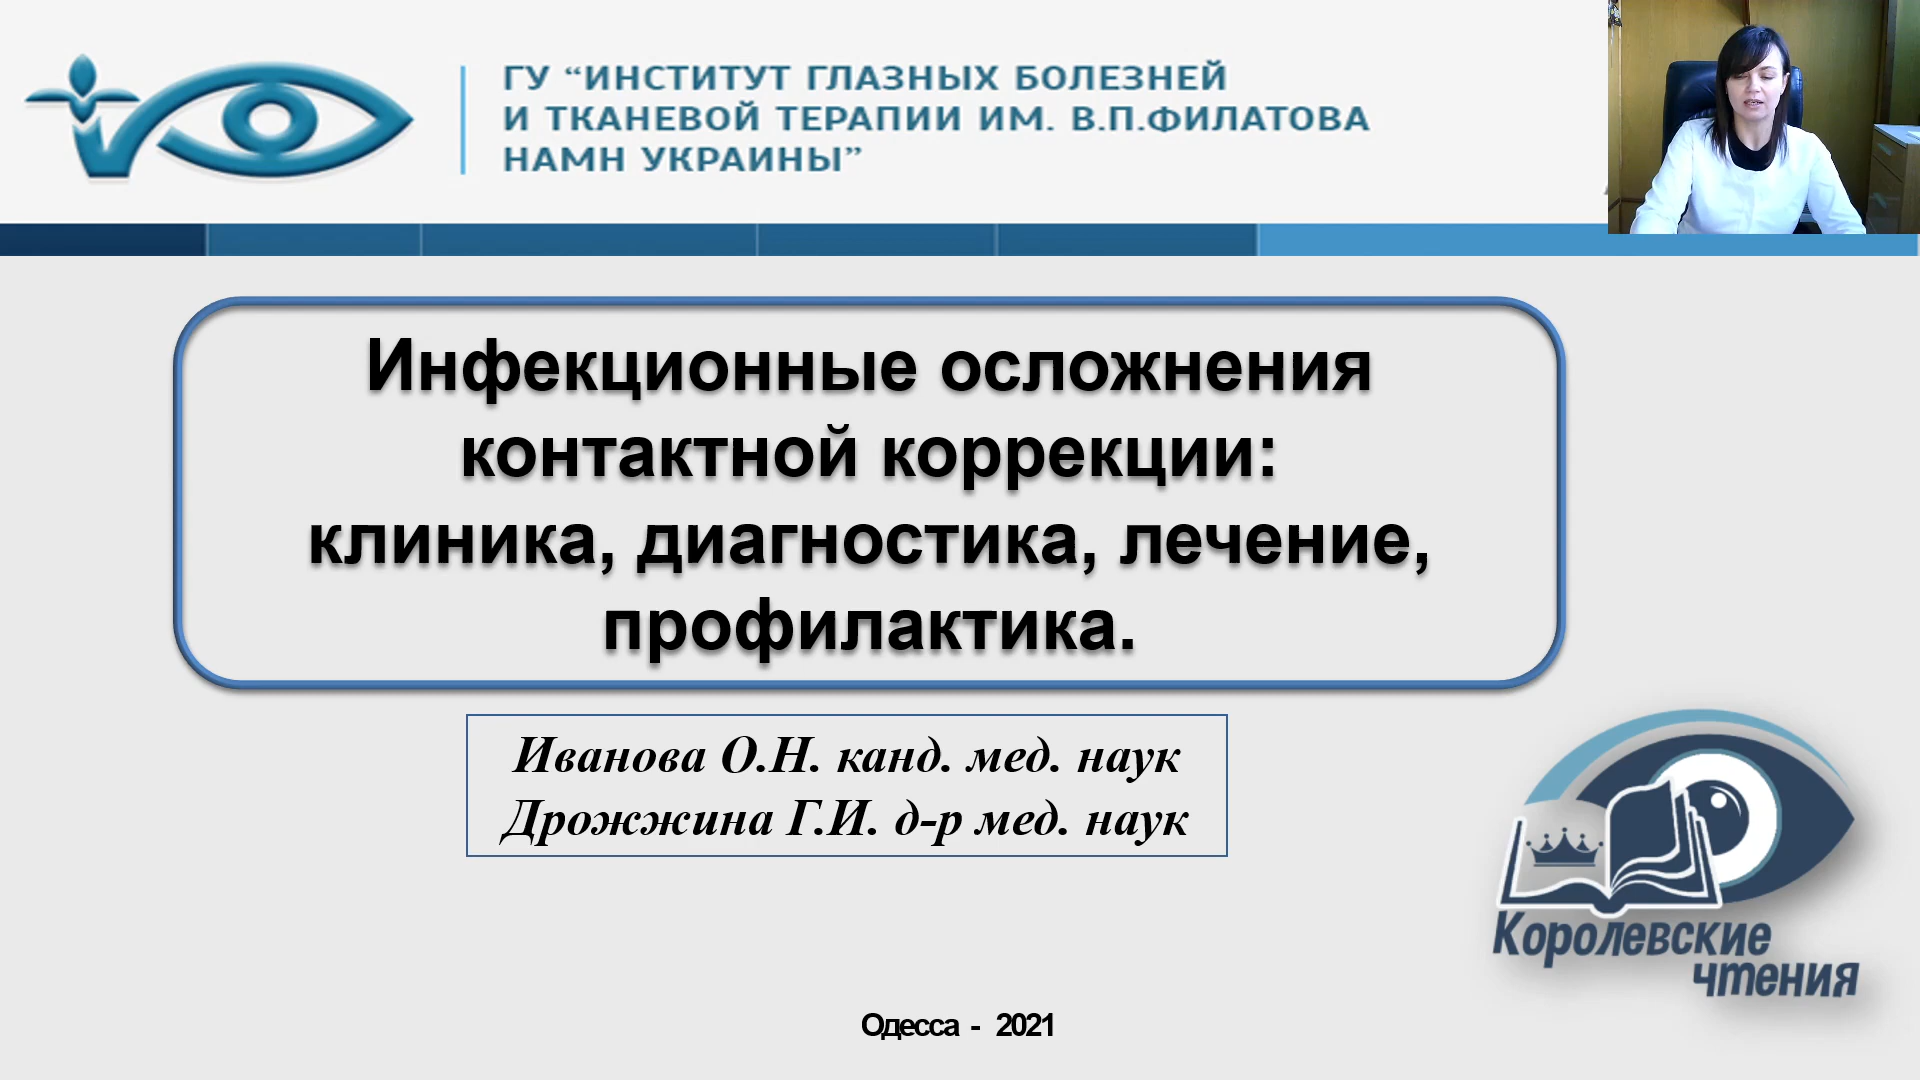 ГУ “ИНСТИТУТ ГЛАЗНЫХ БОЛЕЗНЕЙ
И ТКАНЕВОЙ ТЕРАПИИ ИМ. В.П.ФИЛАТОВА
НАМН УКРАИНЫ”
Инфекционные осложнения
контактной коррекции:
клиника, диагностика, лечение,
профилактика.
Иванова О.Н. канд. мед. наук
Дрожжина Г.И. д-р мед. наук
Королевские
чтения
Одесса - 2021